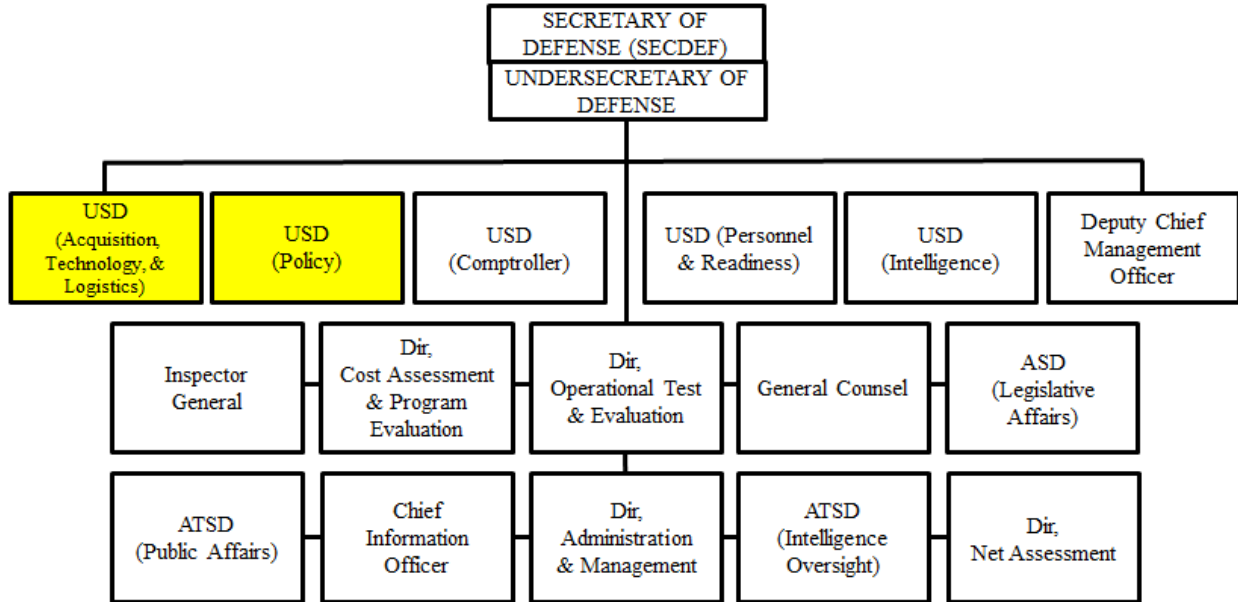 SECRETARY OF
DEFENSE (SECDEF)
UNDERSECRETARY OF
DEFENSE
USD
(Acquisition,
Technology, &
Logistics)
USD
(Policy)
USD
(Comptroller)
USD (Personnel
& Readiness)
USD
(Intelligence)
Deputy Chief
Management
Officer
Inspector
General
Dir,
Cost Assessment
& Program
Evaluation
Dir,
Operational Test
& Evaluation
General Counsel
ASD
(Legislative
Affairs)
ATSD
(Public Affairs)
Chief
Information
Officer
Dir,
Administration
& Management
ATSD
(Intelligence
Oversight)
Dir,
Net Assessment